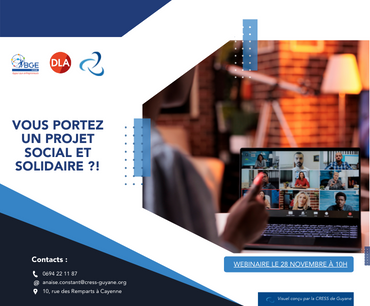 BGE
DLA
VOUS PORTEZ
UN PROJET
SOCIAL ET
SOLIDAIRE ?!
WEBINAIRE LE 28 NOVEMBRE À 10H
Contacts :
0694 22 11 87
anaise.constant@cress-guyane.org
10, rue des Remparts à Cayenne
Visuel conçu par la CRESS de Guyane